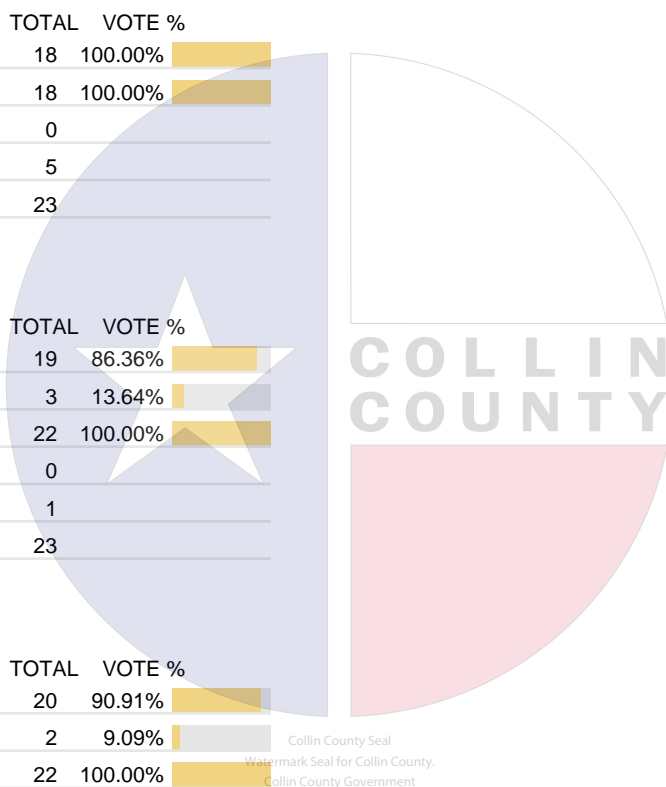 TOTAL VOTE %
18 100.00%
18 100.00%
0
5
23
TOTAL VOTE %
19 86.36%
3 13.64%
22 100.00%
0
1
23
COLLIN
COUNTY
TOTAL VOTE %
20 90.91%
2 9.09%
22 100.00%
Collin County Seal
Watermark Seal for Collin County.
Collin County Government